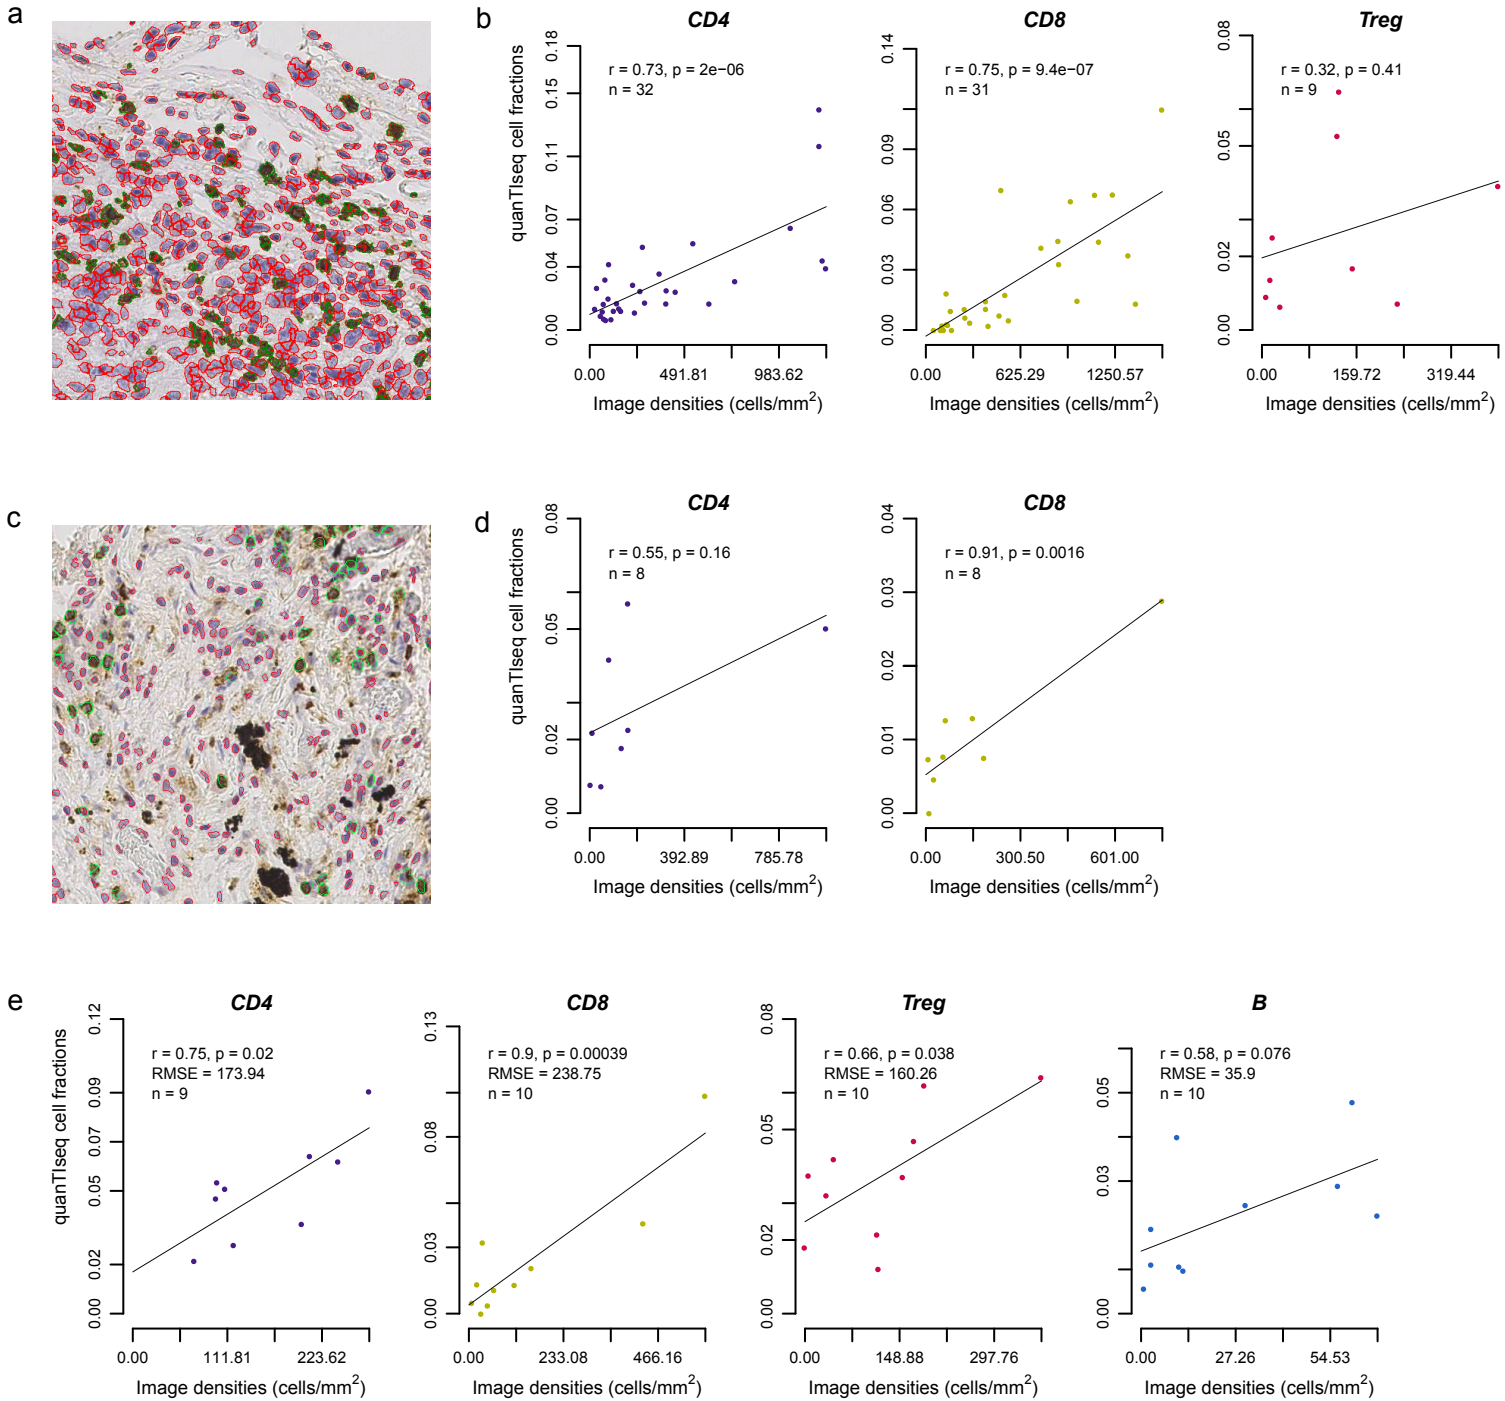 a
b
CD4
quanTIseq cell fractions
0.18
0.15
0.11
0.07
0.04
0.00
r = 0.73, p = 2e−06
n = 32
0.00 491.81 983.62
Image densities (cells/mm²)
CD8
0.14
0.09
0.06
0.03
0.00
r = 0.75, p = 9.4e−07
n = 31
0.00 625.29 1250.57
Image densities (cells/mm²)
Treg
0.08
0.05
0.02
0.00
r = 0.32, p = 0.41
n = 9
0.00 159.72 319.44
Image densities (cells/mm²)
c
d
CD4
quanTIseq cell fractions
0.08
0.05
0.02
0.00
r = 0.55, p = 0.16
n = 8
0.00 392.89 785.78
Image densities (cells/mm²)
CD8
0.04
0.03
0.02
0.01
0.00
r = 0.91, p = 0.0016
n = 8
0.00 300.50 601.00
Image densities (cells/mm²)
e
CD4
quanTIseq cell fractions
0.12
0.09
0.07
0.05
0.02
0.00
r = 0.75, p = 0.02
RMSE = 173.94
n = 9
0.00 111.81 223.62
Image densities (cells/mm²)
CD8
0.13
0.08
0.03
0.00
r = 0.9, p = 0.00039
RMSE = 238.75
n = 10
0.00 233.08 466.16
Image densities (cells/mm²)
Treg
0.08
0.05
0.02
0.00
r = 0.66, p = 0.038
RMSE = 160.26
n = 10
0.00 148.88 297.76
Image densities (cells/mm²)
B
0.05
0.03
0.00
r = 0.58, p = 0.076
RMSE = 35.9
n = 10
0.00 27.26 54.53
Image densities (cells/mm²)